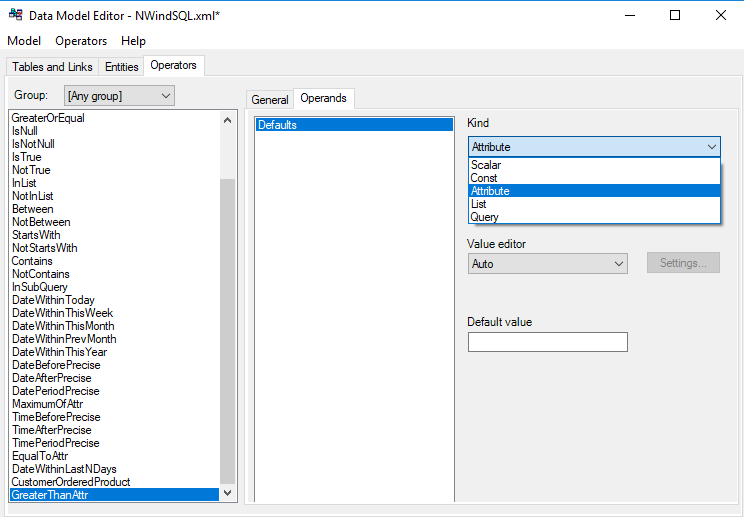 Data Model Editor - NWindSQL.xml*
Model Operators Help
Tables and Links Entities Operators
Group: [Any group]
GreaterOrEqual
IsNull
IsNotNull
IsTrue
NotTrue
InList
NotInList
Between
NotBetween
StartsWith
NotStartsWith
Contains
NotContains
InSubQuery
DateWithinToday
DateWithinThisWeek
DateWithinThisMonth
DateWithinPrevMonth
DateWithinThisYear
DateBeforePrecise
DateAfterPrecise
DatePeriodPrecise
MaximumOfAttr
TimeBeforePrecise
TimeAfterPrecise
TimePeriodPrecise
EqualToAttr
DateWithinLastNDays
CustomerOrderedProduct
GreaterThanAttr
General Operands
Defaults
Kind
Attribute
Scalar
Const
Attribute
List
Query
Value editor
Auto Settings...
Default value